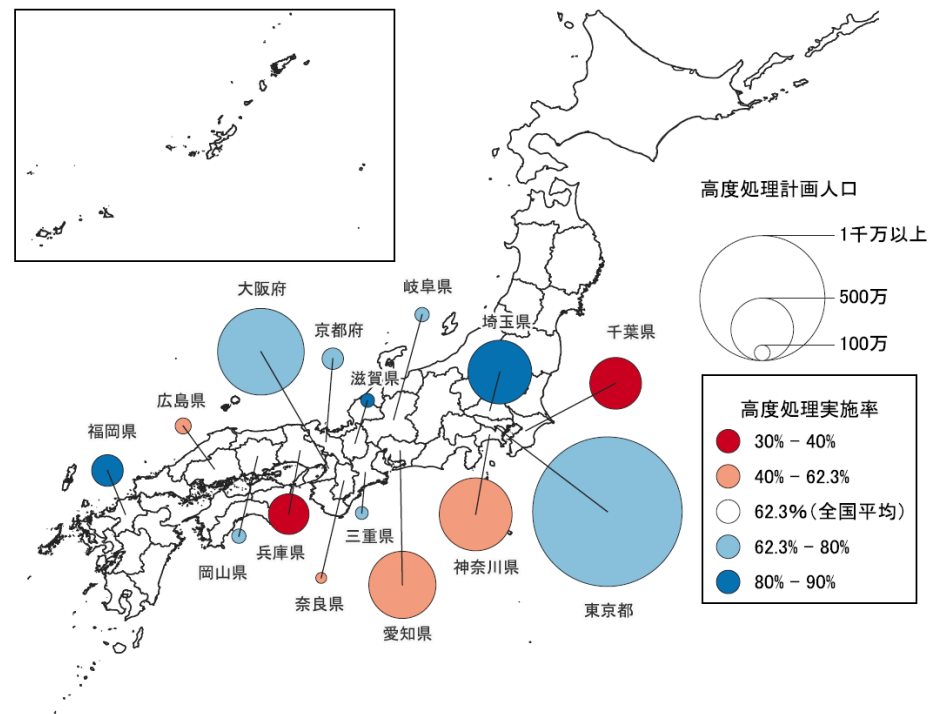 高度処理計画人口
1千万以上
500万
100万
大阪府
岐阜県
京都府
埼玉県
千葉県
滋賀県
広島県
福岡県
高度処理実施率
30% − 40%
40% − 62.3%
62.3%(全国平均)
62.3% − 80%
80% − 90%
兵庫県
三重県
岡山県
神奈川県
奈良県
愛知県
東京都